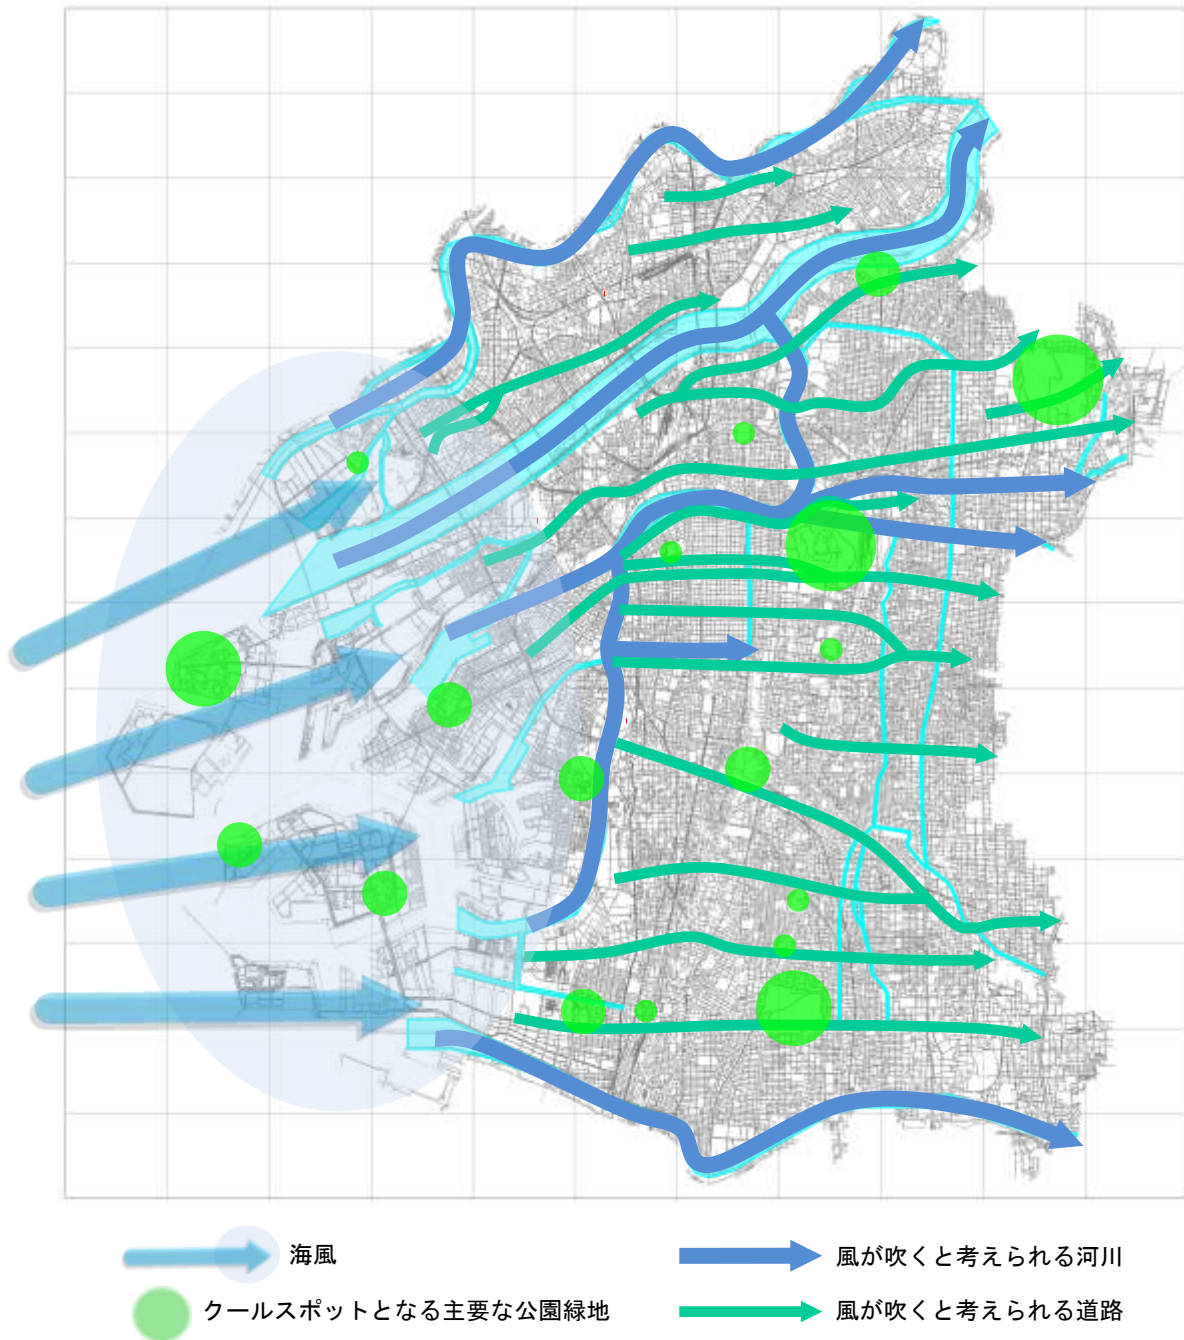 海風
風が吹くと考えられる河川
クールスポットとなる主要な公園緑地
風が吹くと考えられる道路